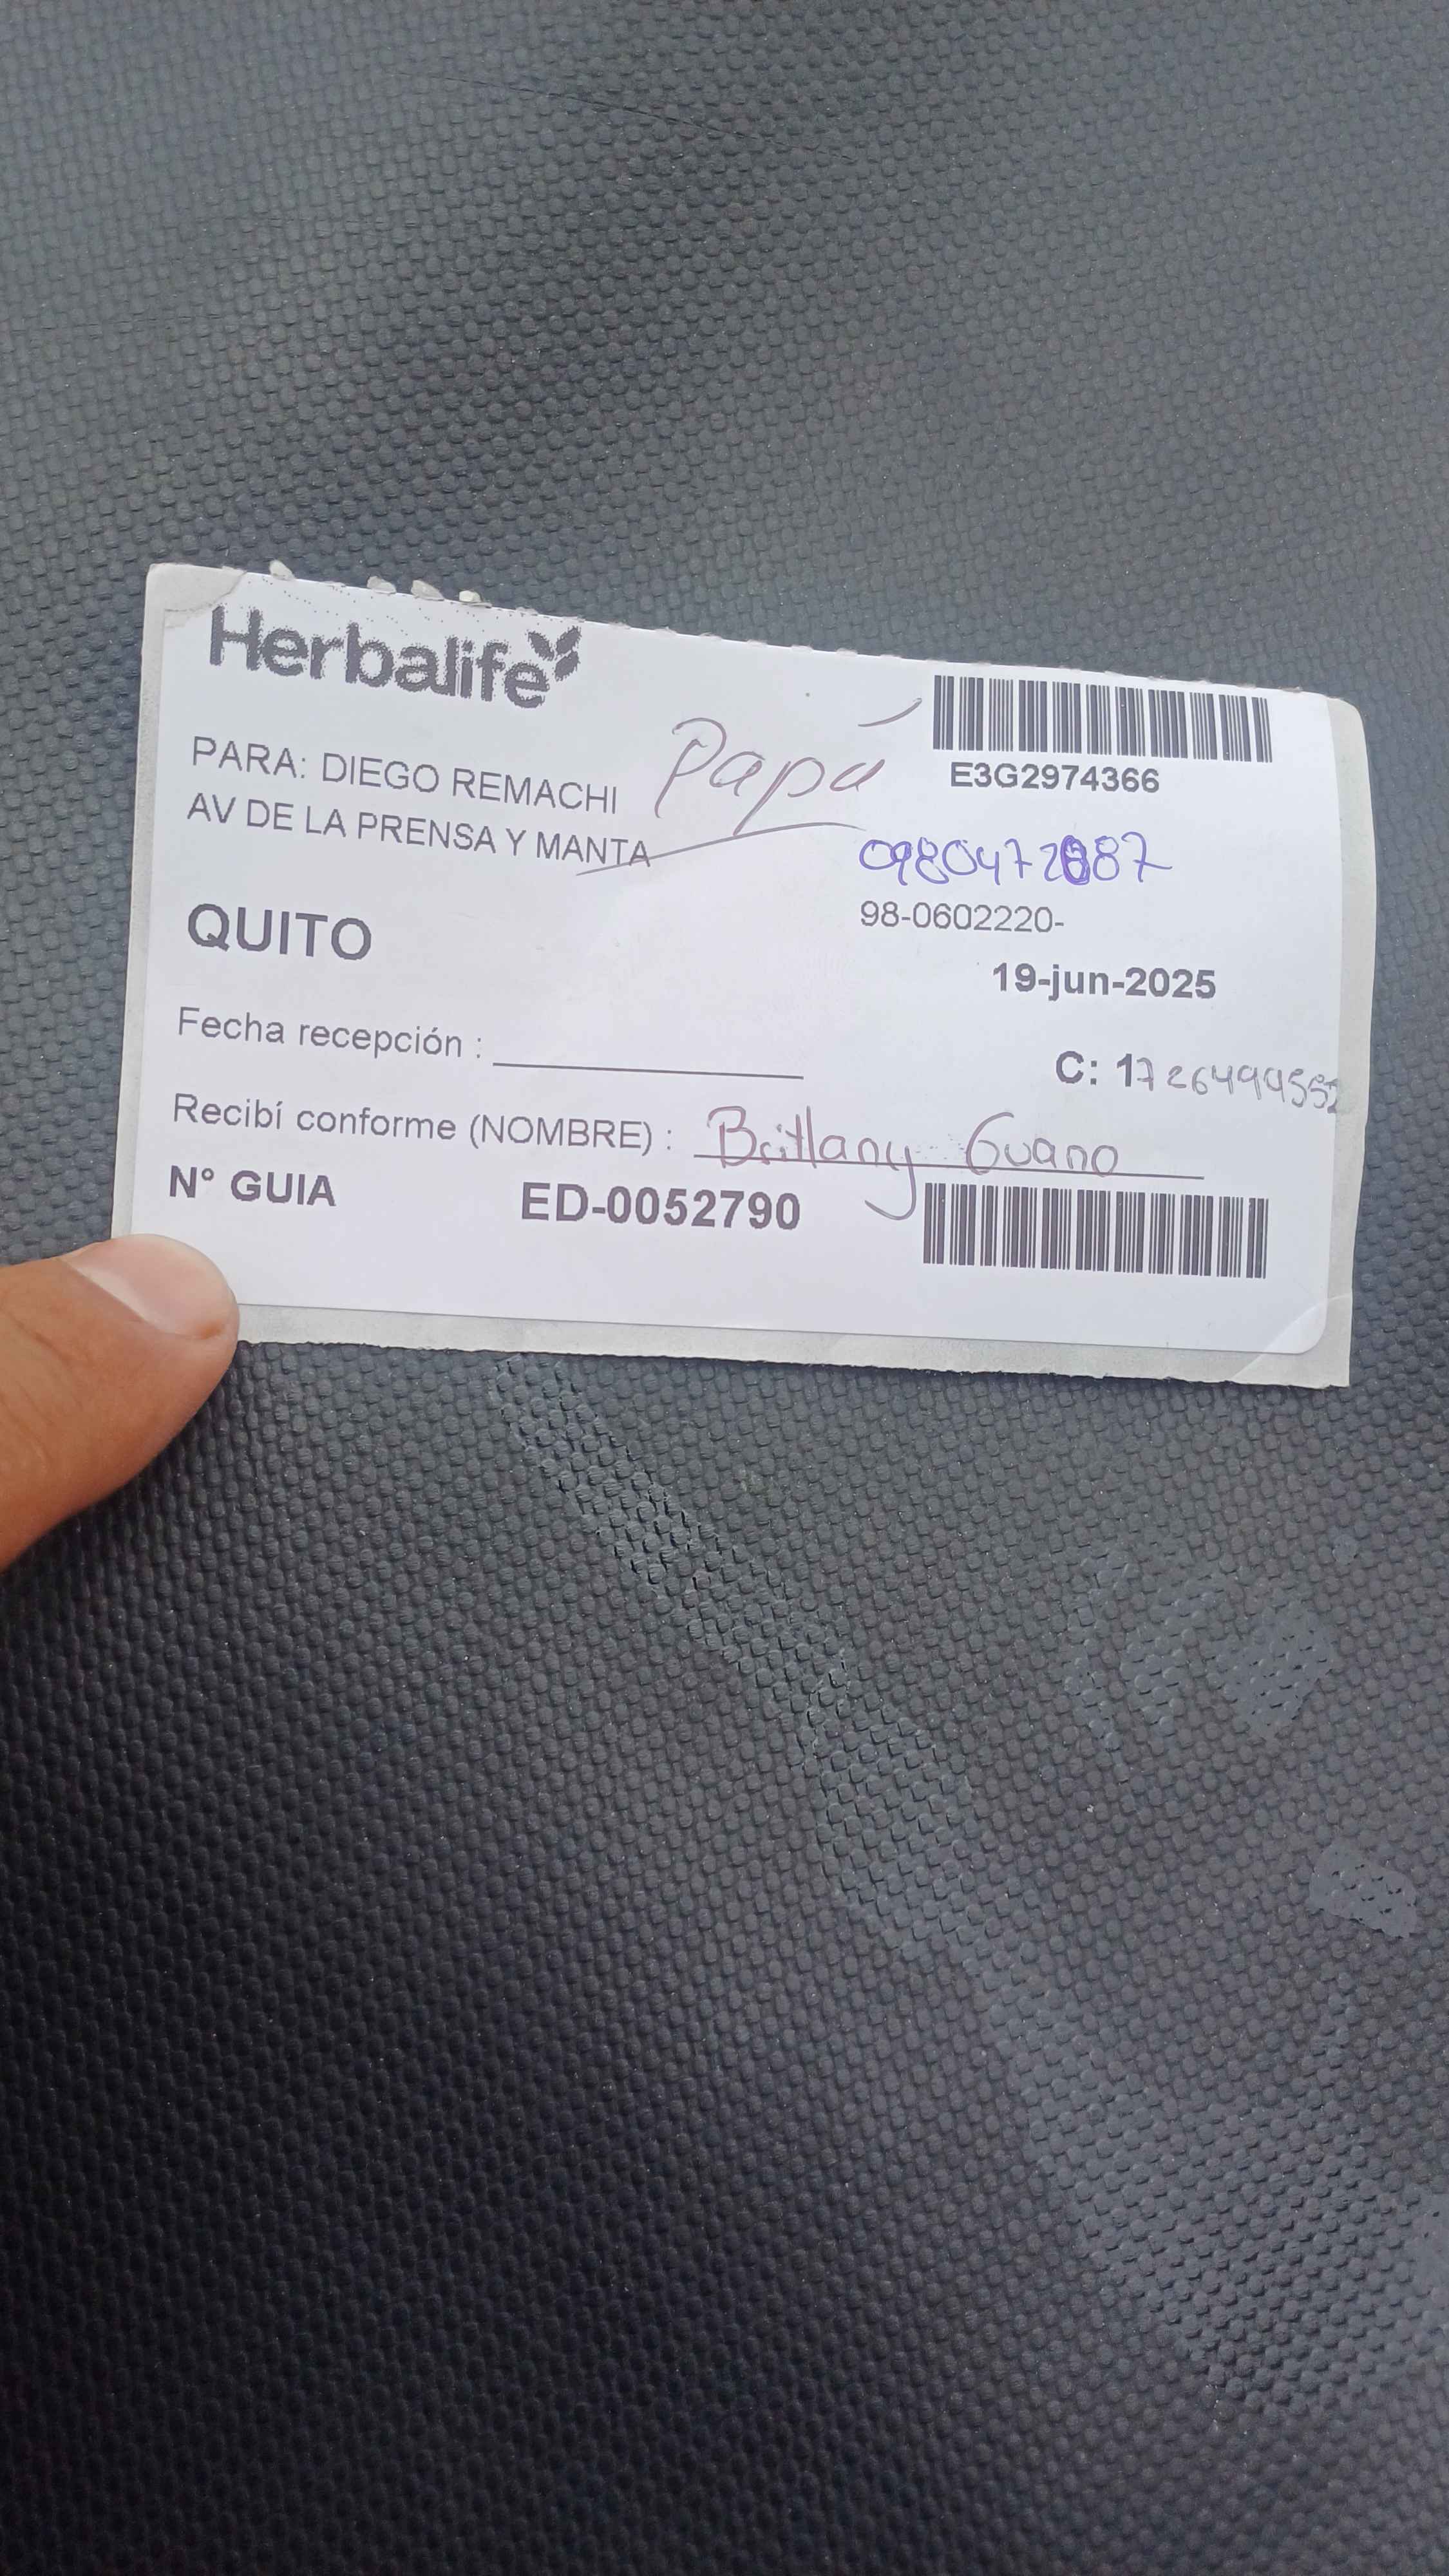 Herbalife
PARA: DIEGO REMACHI Papá
E3G2974366
AV DE LA PRENSA Y MANTA
98-0602220-
QUITO
19-jun-2025
Fecha recepción :
C: 1726499552
Recibí conforme (NOMBRE) : Brittany Guano
N° GUIA ED-0052790